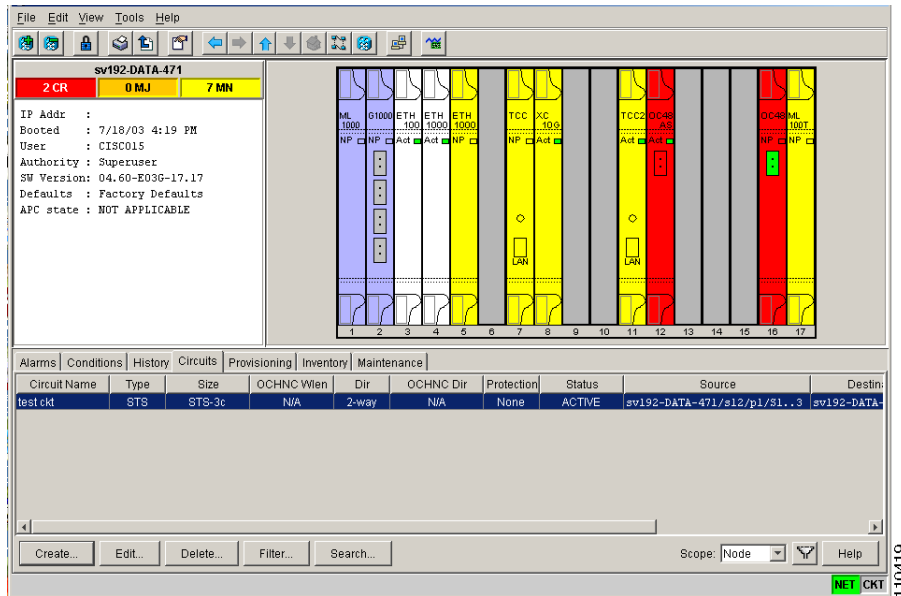 File Edit View Tools Help
sv192-DATA-471
2 CR 0 MJ 7 MN
IP Addr :
Booted : 7/18/03 4:19 PM
User : CISCO15
Authority : Superuser
SW Version: 04.60-E03G-17.17
Defaults : Factory Defaults
APC state : NOT APPLICABLE
ML G1000 ETH ETH ETH TCC XC TCC2 OC48 OC48 ML
1000 100 1000 1000 10G AS 100T
NP NP Act Act NP NP Act Act Act NP NP
LAN LAN
1 2 3 4 5 6 7 8 9 10 11 12 13 14 15 16 17
Alarms Conditions History Circuits Provisioning Inventory Maintenance
Circuit Name Type Size OCHNC Wlen Dir OCHNC Dir Protection Status Source Destin
test ckt STS STS-3c N/A 2-way N/A None ACTIVE sv192-DATA-471/s12/p1/S1..3 sv192-DATA-
Create... Edit... Delete... Filter... Search... Scope: Node Help
NET CKT
110419